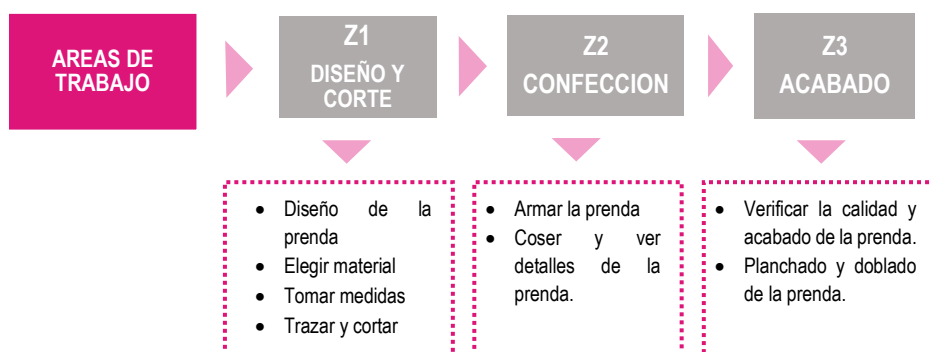 AREAS DE
TRABAJO
Z1
DISEÑO Y
CORTE
Z2
CONFECCION
Z3
ACABADO
• Diseño de la
prenda
• Elegir material
• Tomar medidas
• Trazar y cortar
• Armar la prenda
• Coser y ver
detalles de la
prenda.
• Verificar la calidad y
acabado de la prenda.
• Planchado y doblado
de la prenda.